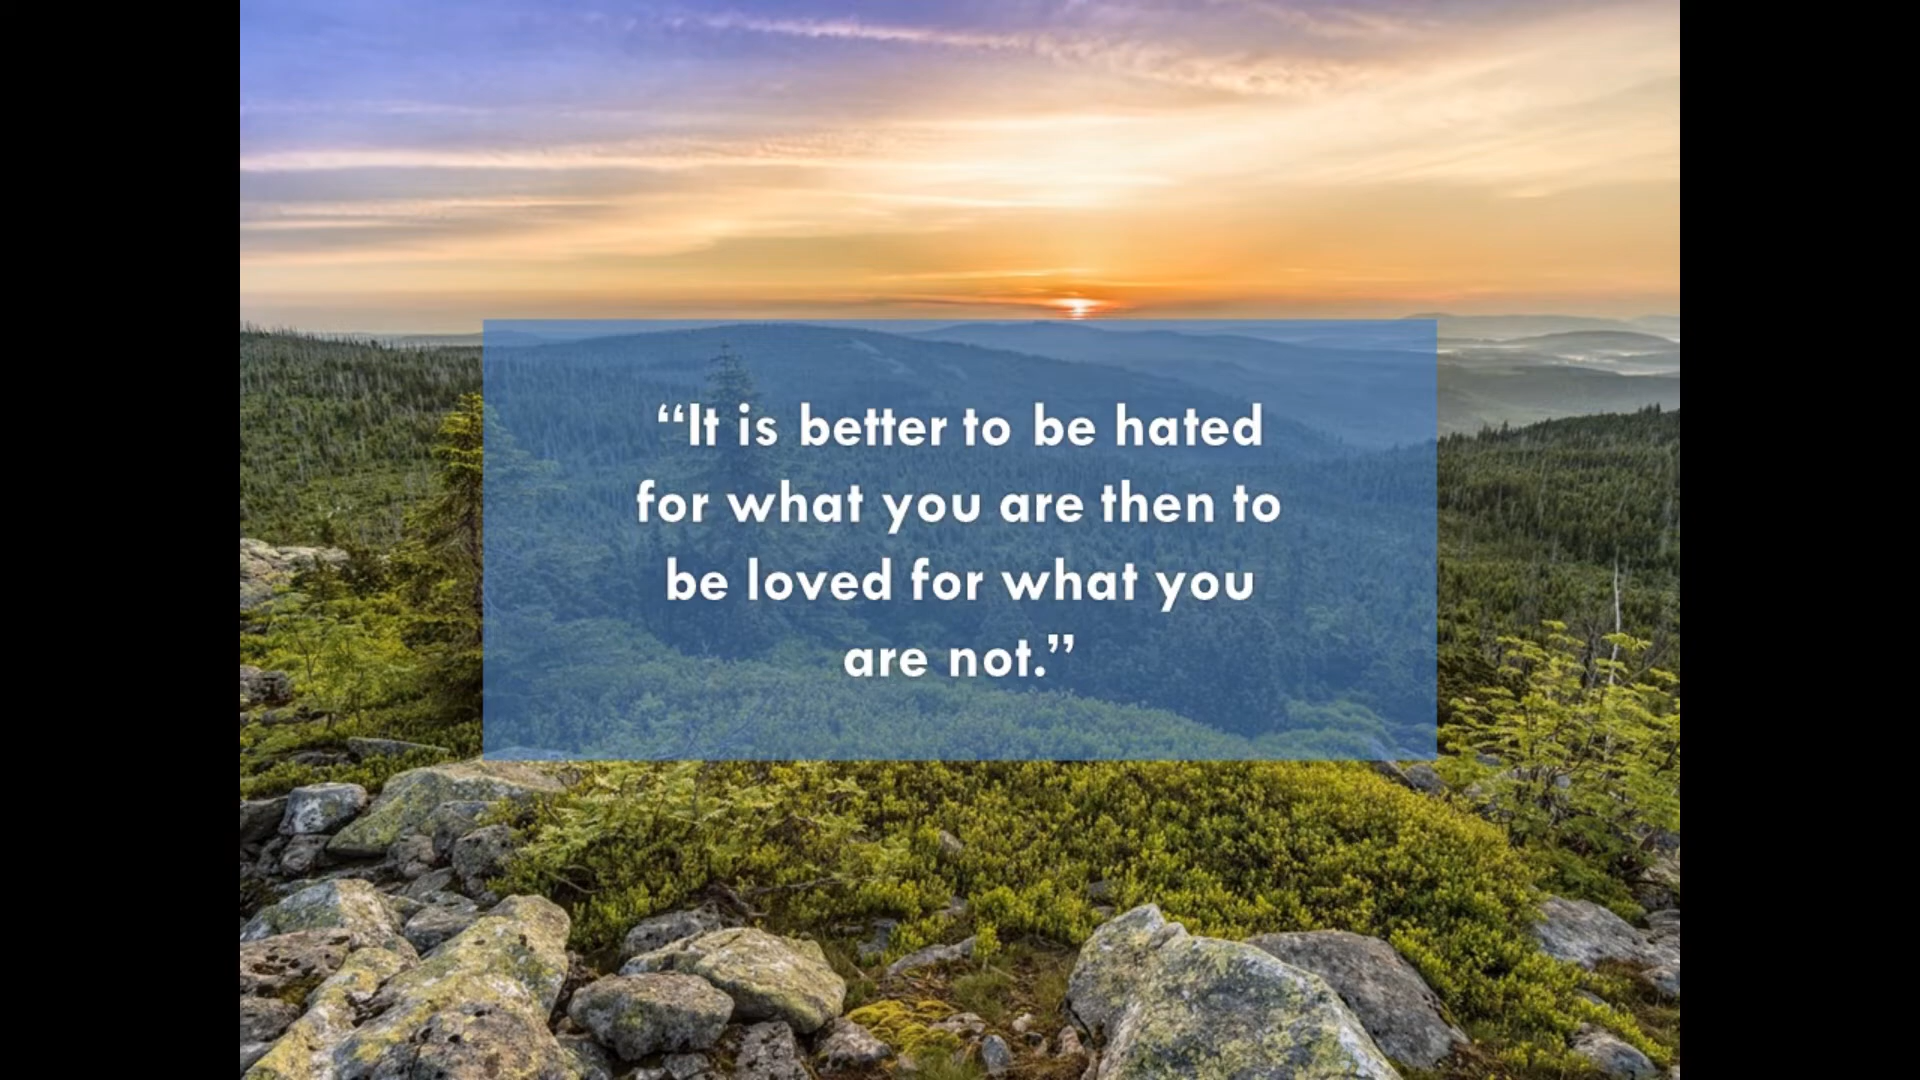 “It is better to be hated
for what you are then to
be loved for what you
are not.”